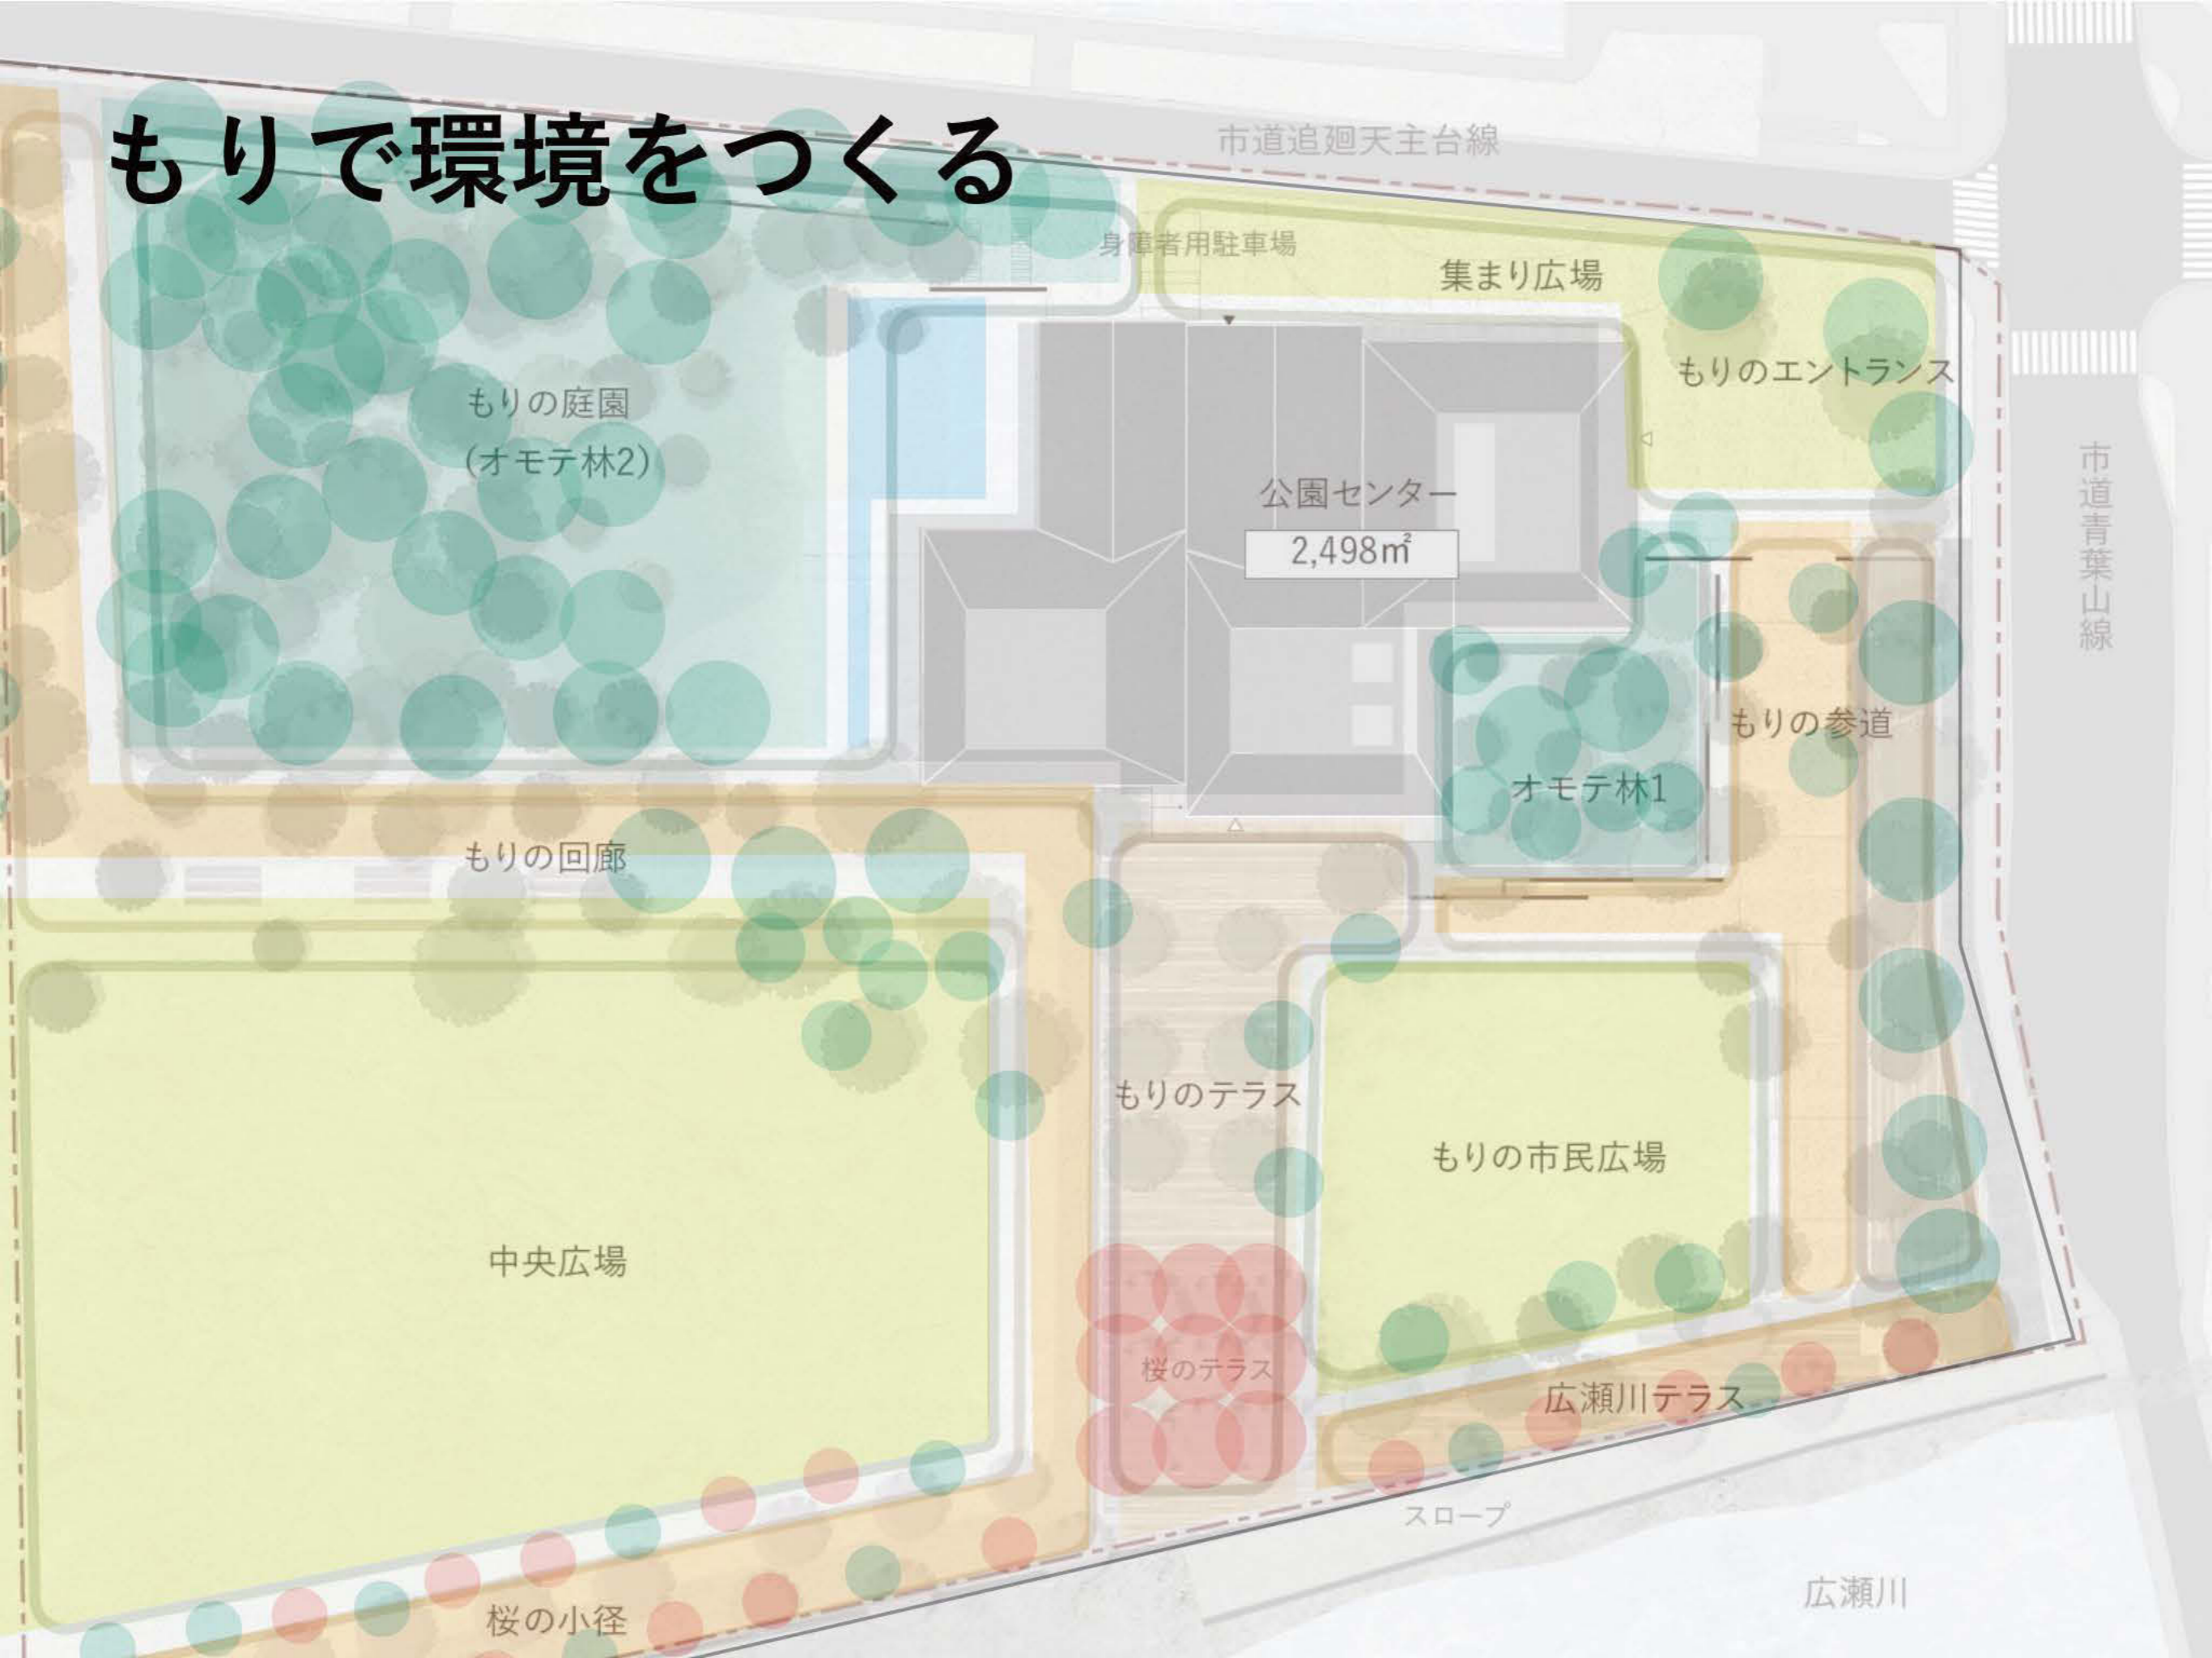 もりで環境をつくる
市道追廻天主台線
身障者用駐車場
集まり広場
もりのエントランス
もりの庭園
(オモテ林2)
公園センター
2,498㎡
市道青葉山線
もりの参道
オモテ林1
もりの回廊
もりのテラス
もりの市民広場
中央広場
桜のテラス
広瀬川テラス
スロープ
広瀬川
桜の小径